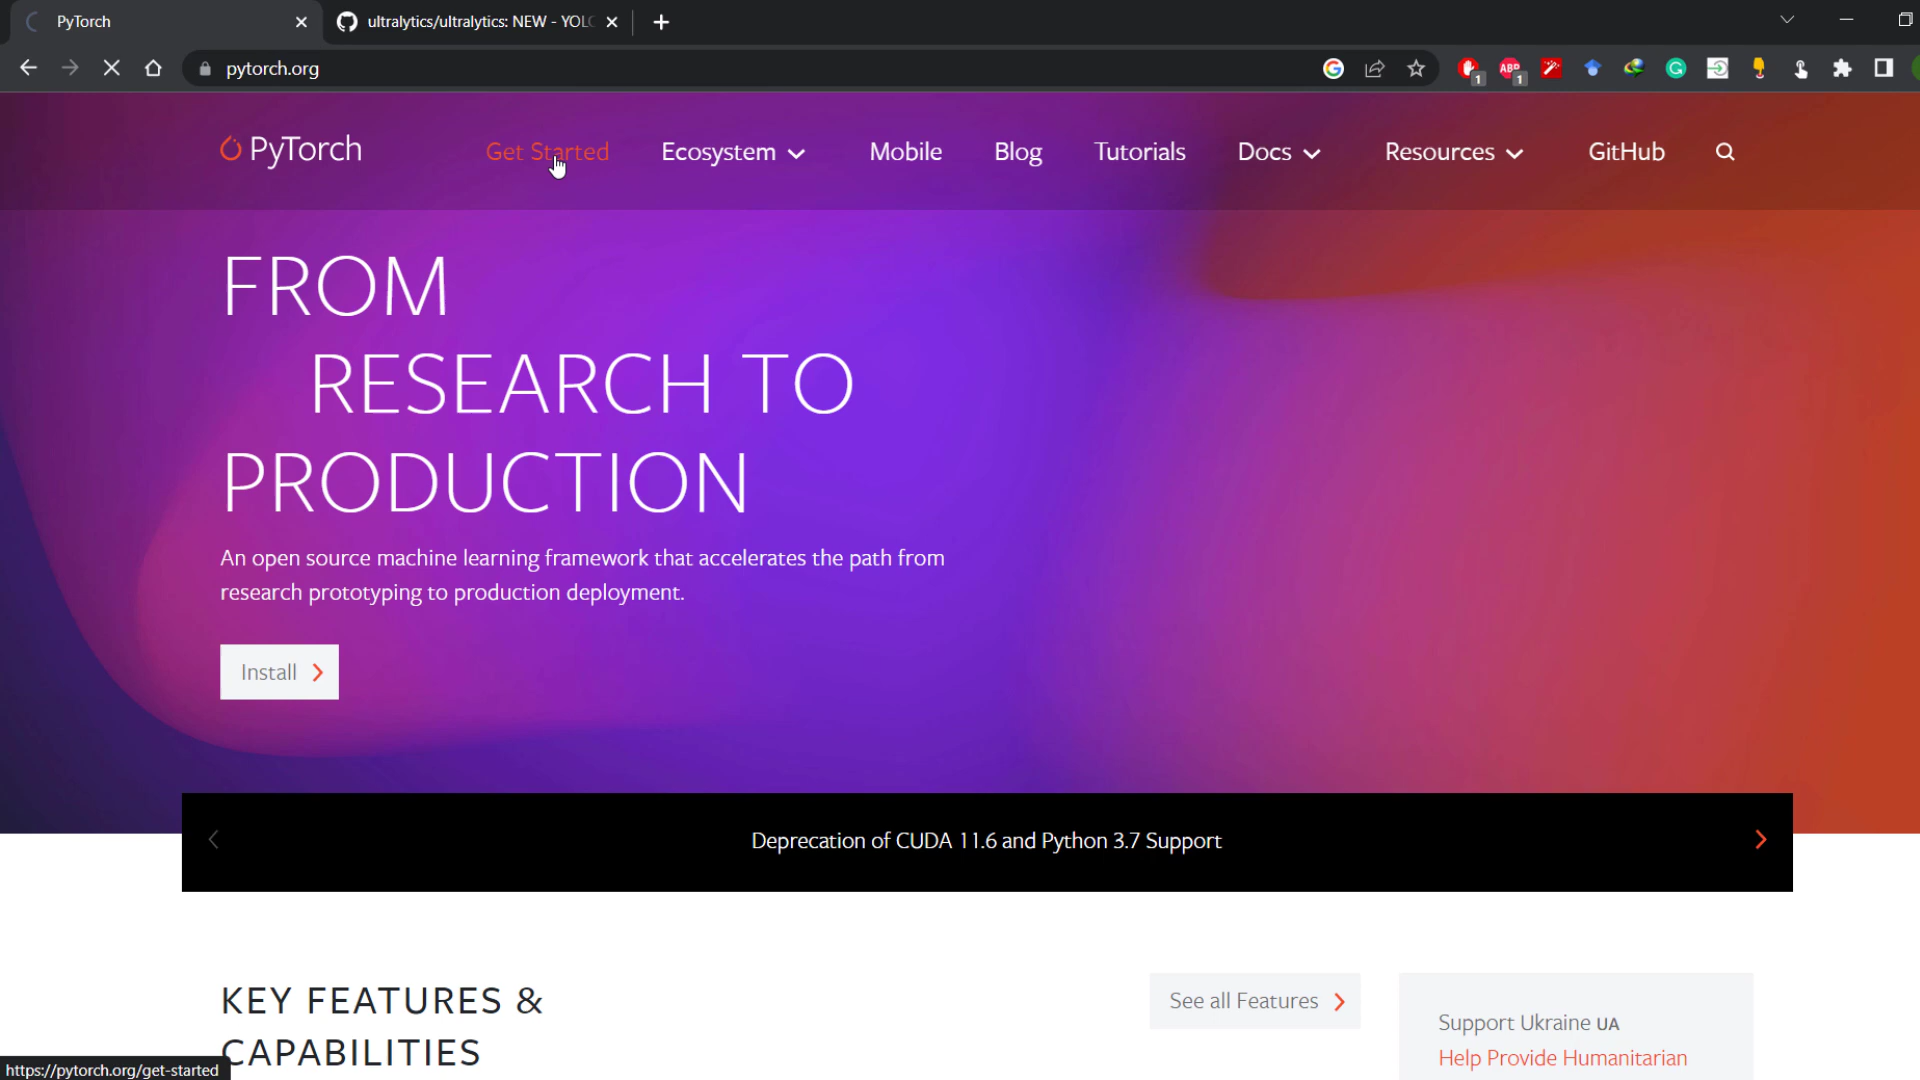 PyTorch
ultralytics/ultralytics: NEW - YOLO
pytorch.org
1
ABP
1
PyTorch
Get Started
Ecosystem
Mobile
Blog
Tutorials
Docs
Resources
GitHub
FROM
RESEARCH TO
PRODUCTION
An open source machine learning framework that accelerates the path from
research prototyping to production deployment.
Install
Deprecation of CUDA 11.6 and Python 3.7 Support
KEY FEATURES &
CAPABILITIES
See all Features
Support Ukraine UA
Help Provide Humanitarian
https://pytorch.org/get-started